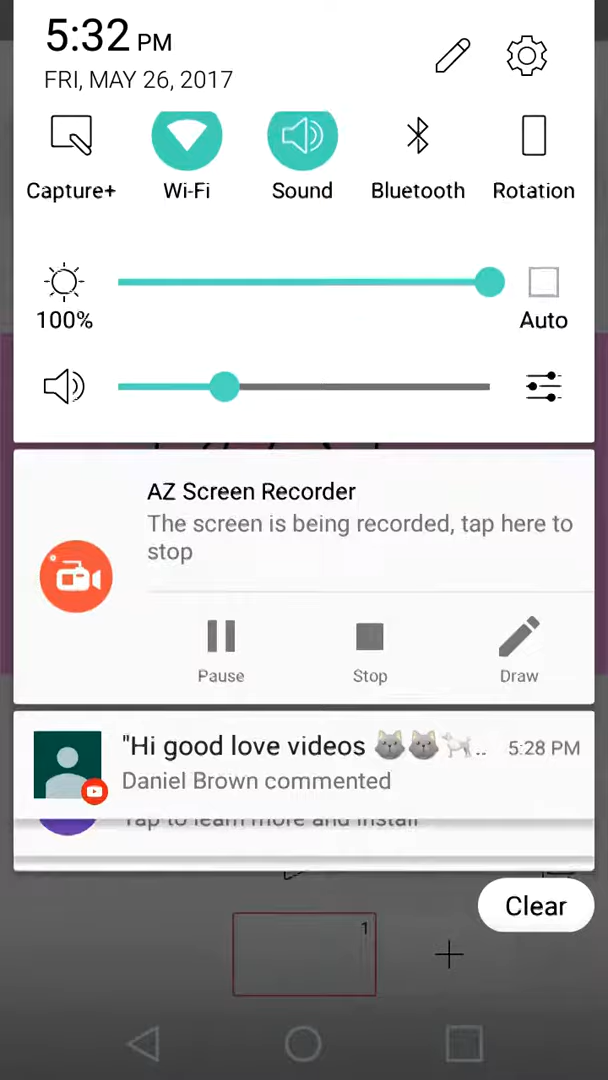 5:32 PM
FRI, MAY 26, 2017
Capture+ Wi-Fi Sound Bluetooth Rotation
100% Auto
AZ Screen Recorder
The screen is being recorded, tap here to
stop
Pause Stop Draw
"Hi good love videos 🐱🐱🐩.. 5:28 PM
Daniel Brown commented
Tap to learn more and install
Clear
1